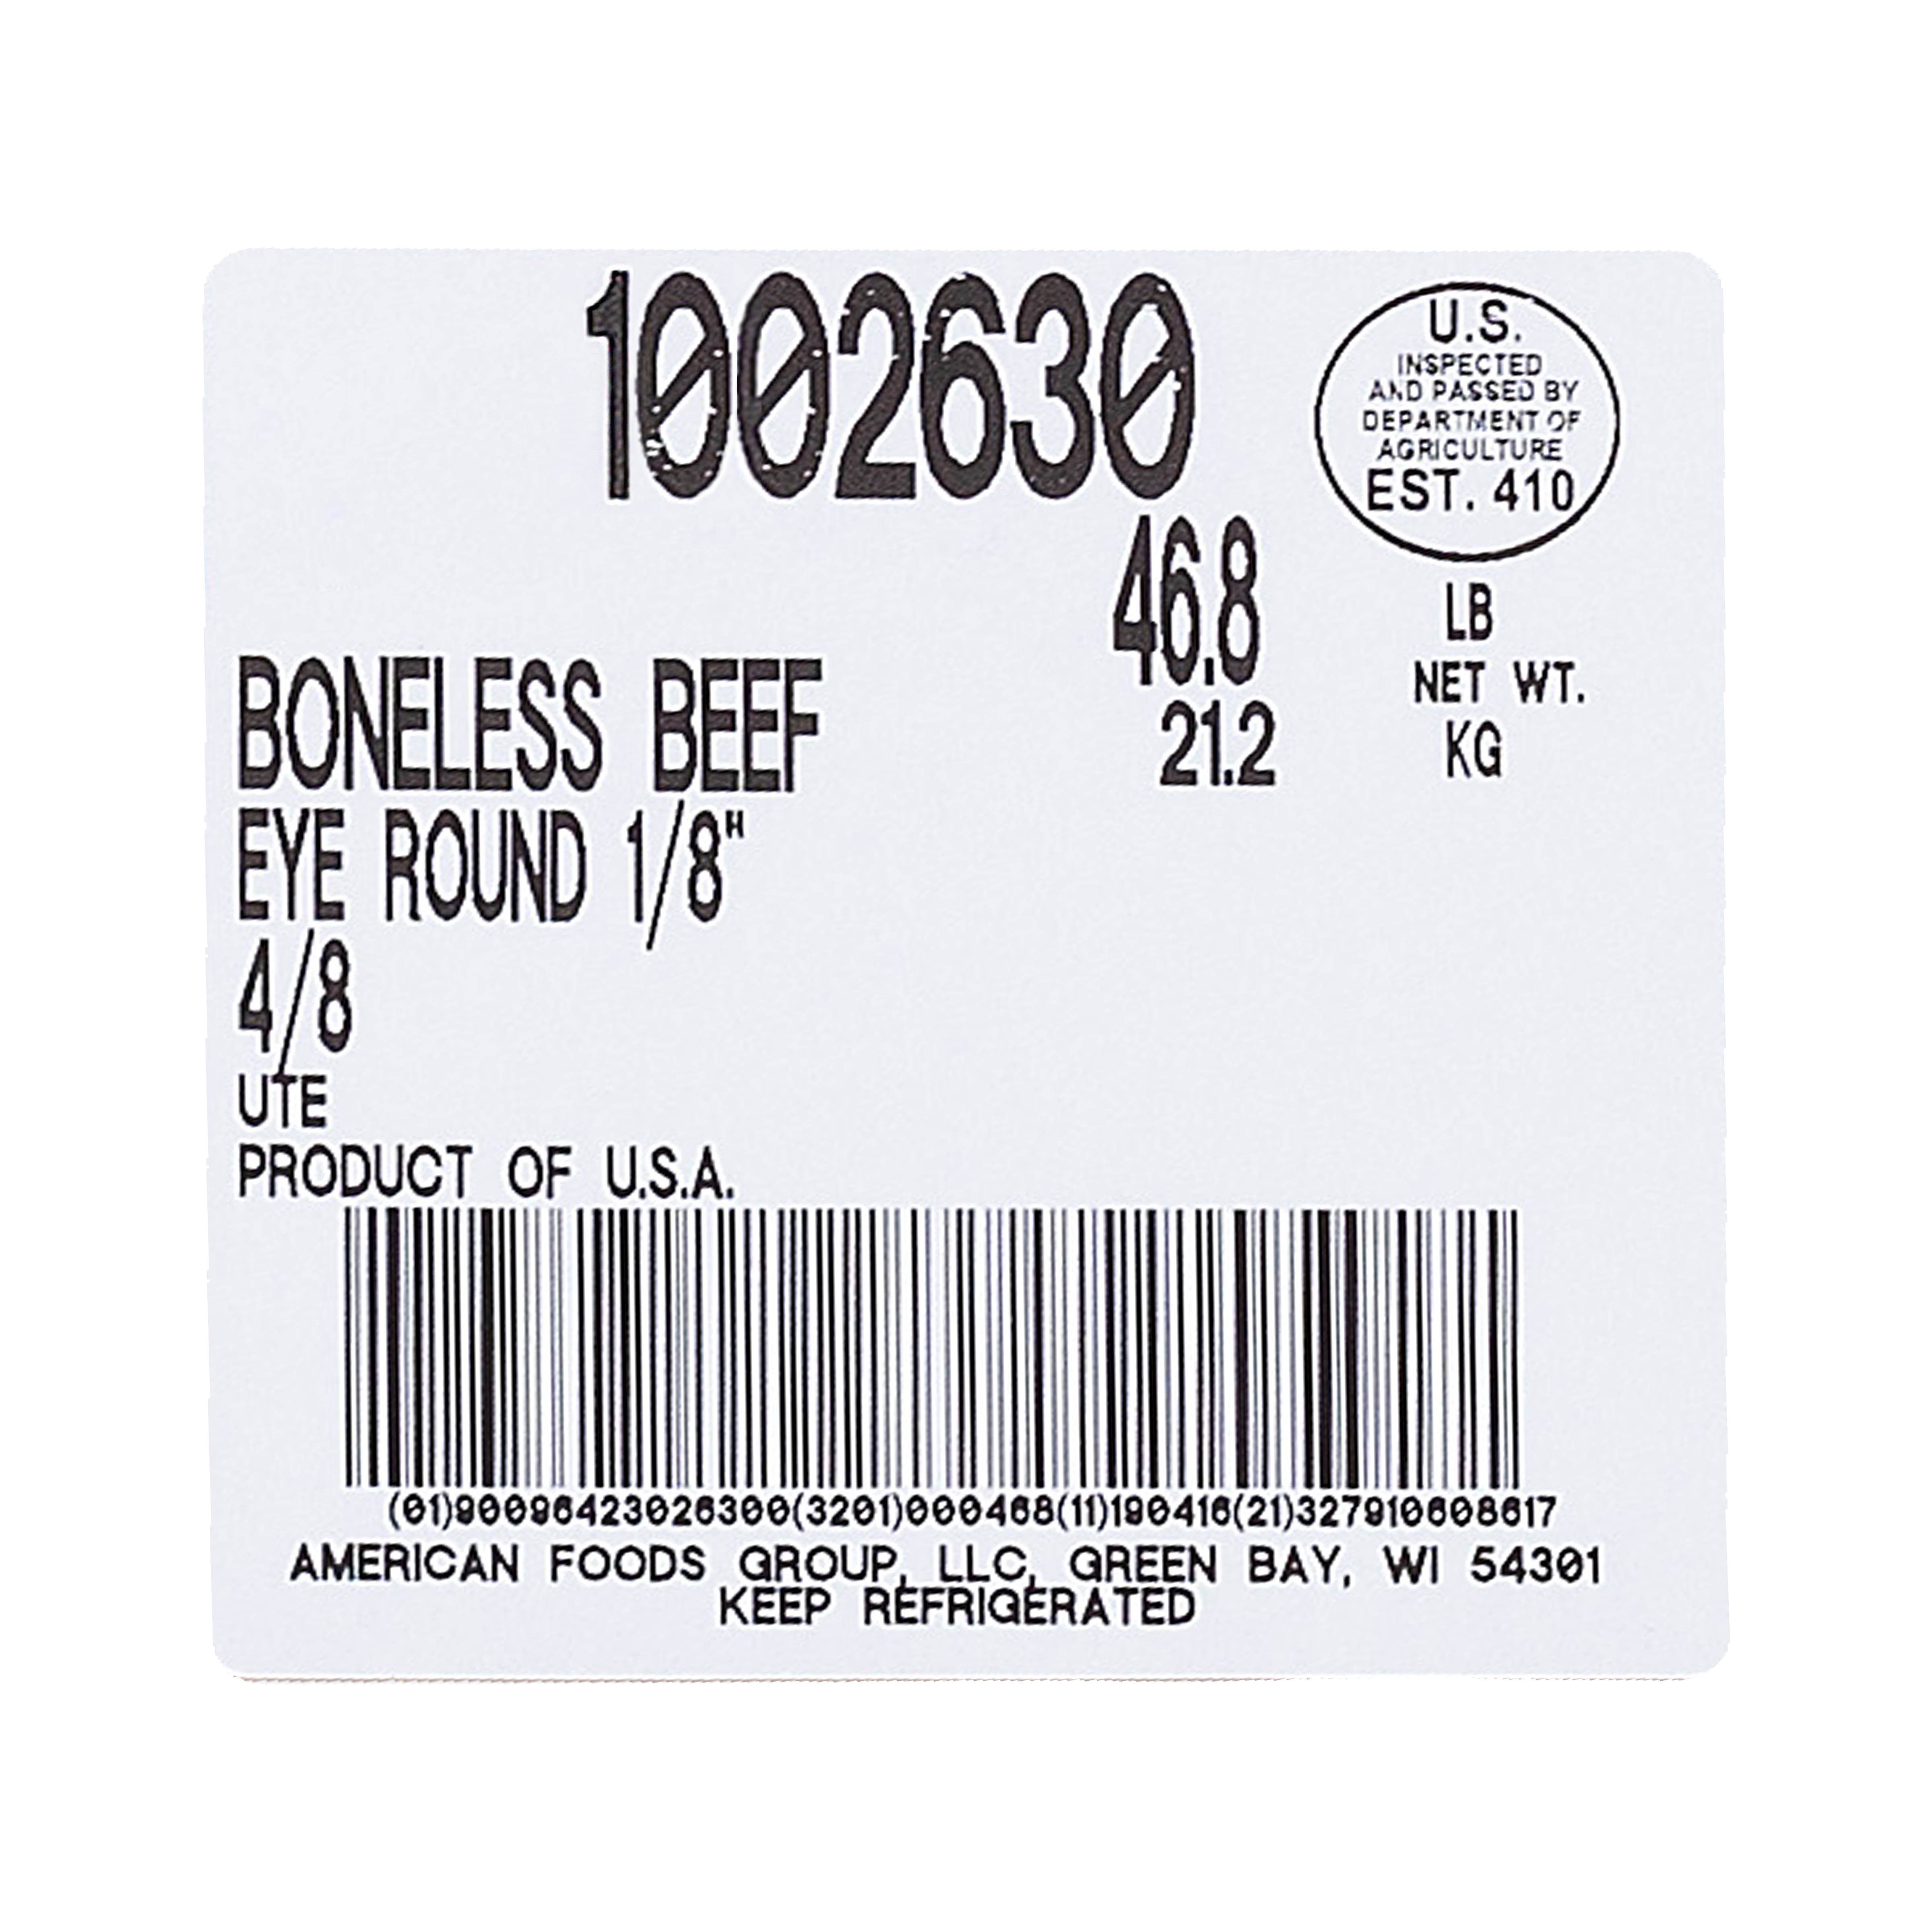 1002630
U.S.
INSPECTED
AND PASSED BY
DEPARTMENT OF
AGRICULTURE
EST. 410
46.8 LB
NET WT.
21.2 KG
BONELESS BEEF
EYE ROUND 1/8"
4/8
UTE
PRODUCT OF U.S.A.
(01)90096423026300(3201)000468(11)190416(21)327910608617
AMERICAN FOODS GROUP, LLC, GREEN BAY, WI 54301
KEEP REFRIGERATED